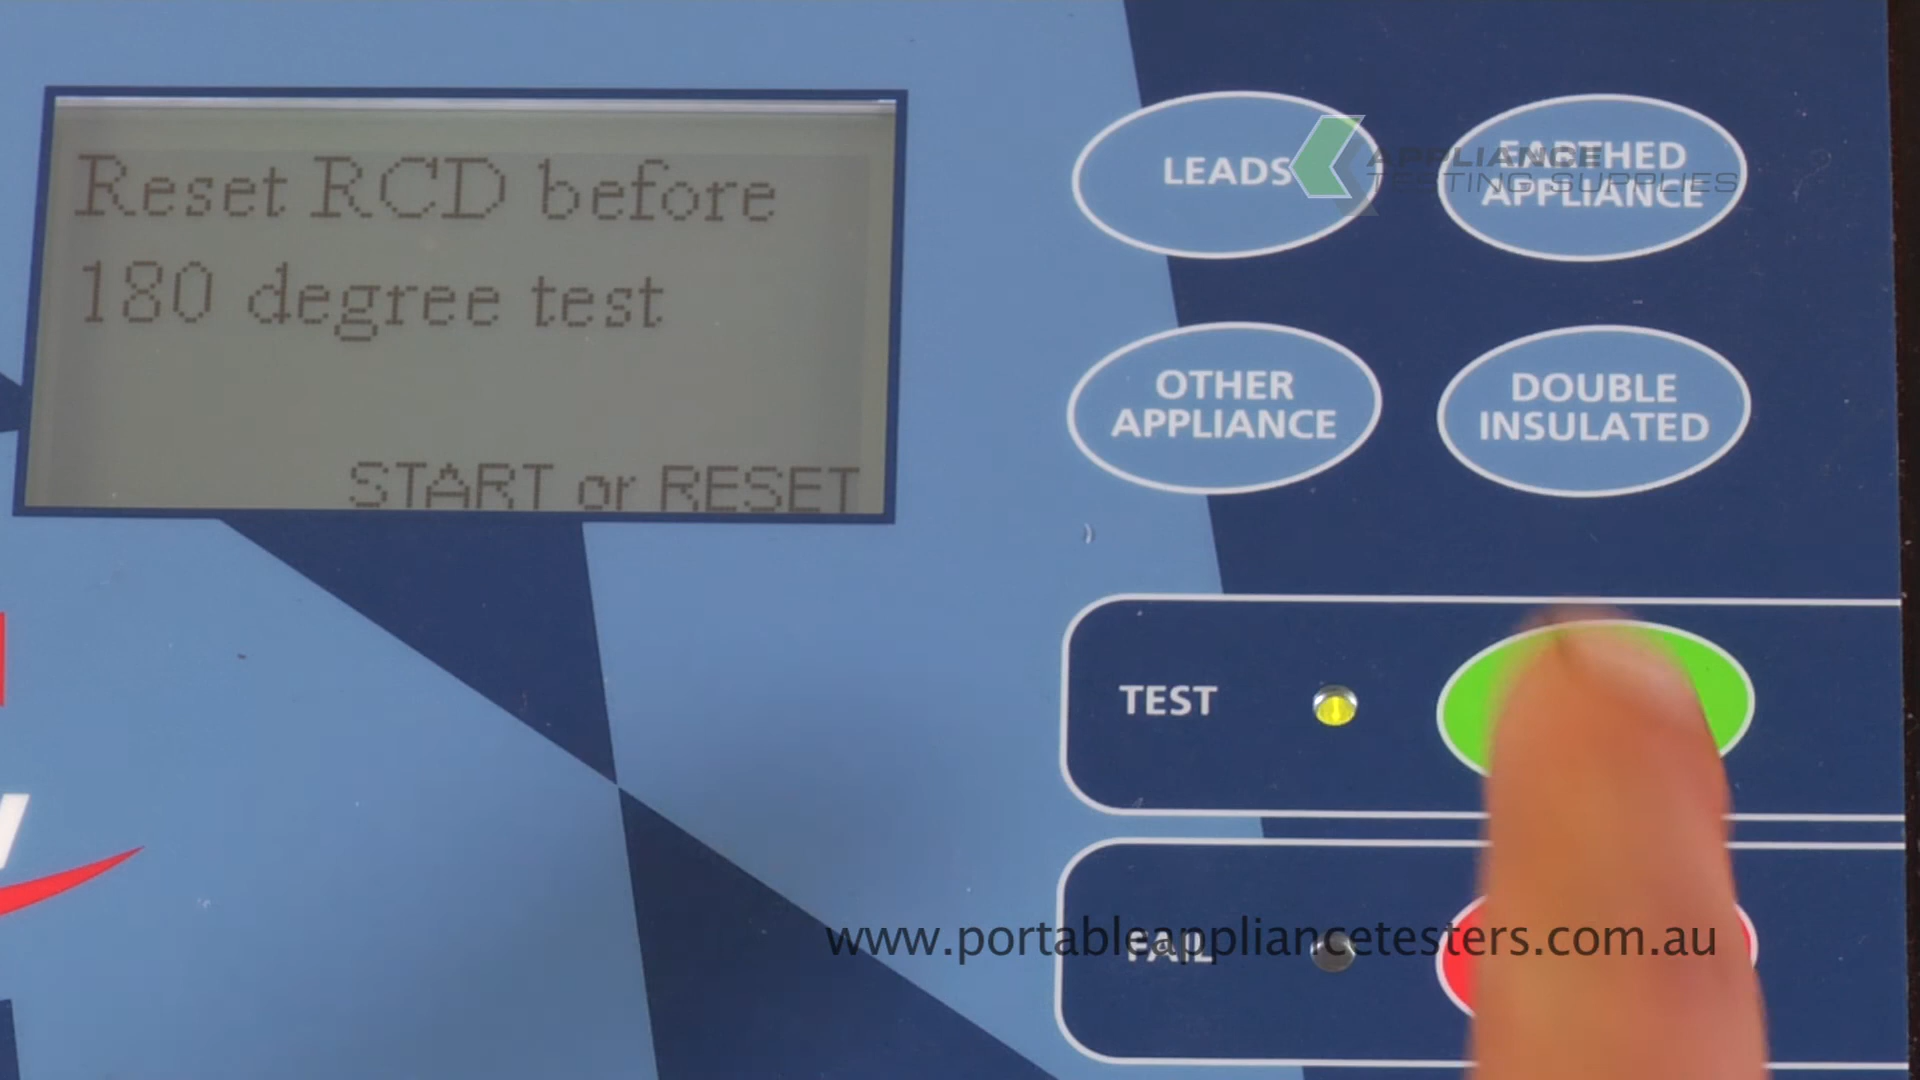 Reset RCD before
180 degree test
START or RESET
LEADS
EARTHED
APPLIANCE
APPLIANCE
TESTING SUPPLIES
OTHER
APPLIANCE
DOUBLE
INSULATED
TEST
FAIL
www.portableappliancetesters.com.au